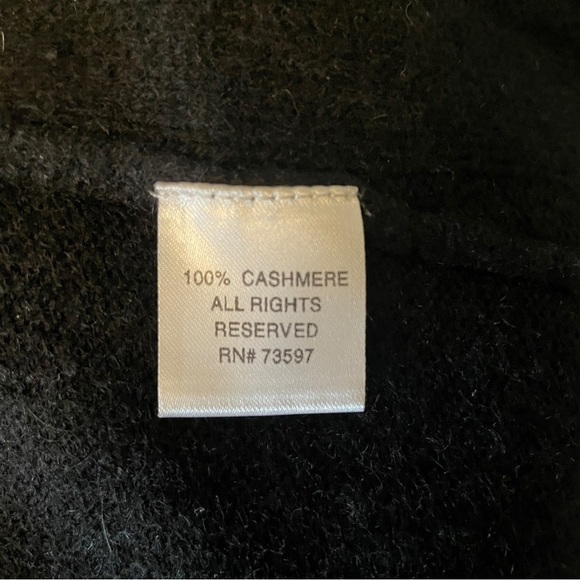 100% CASHMERE
ALL RIGHTS
RESERVED
RN# 73597